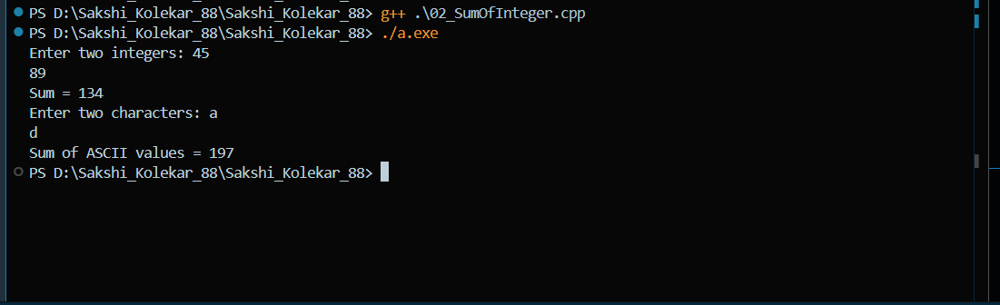 PS D:\Sakshi_Kolekar_88\Sakshi_Kolekar_88> g++ .\02_SumOfInteger.cpp
PS D:\Sakshi_Kolekar_88\Sakshi_Kolekar_88> ./a.exe
Enter two integers: 45
89
Sum = 134
Enter two characters: a
d
Sum of ASCII values = 197
PS D:\Sakshi_Kolekar_88\Sakshi_Kolekar_88>